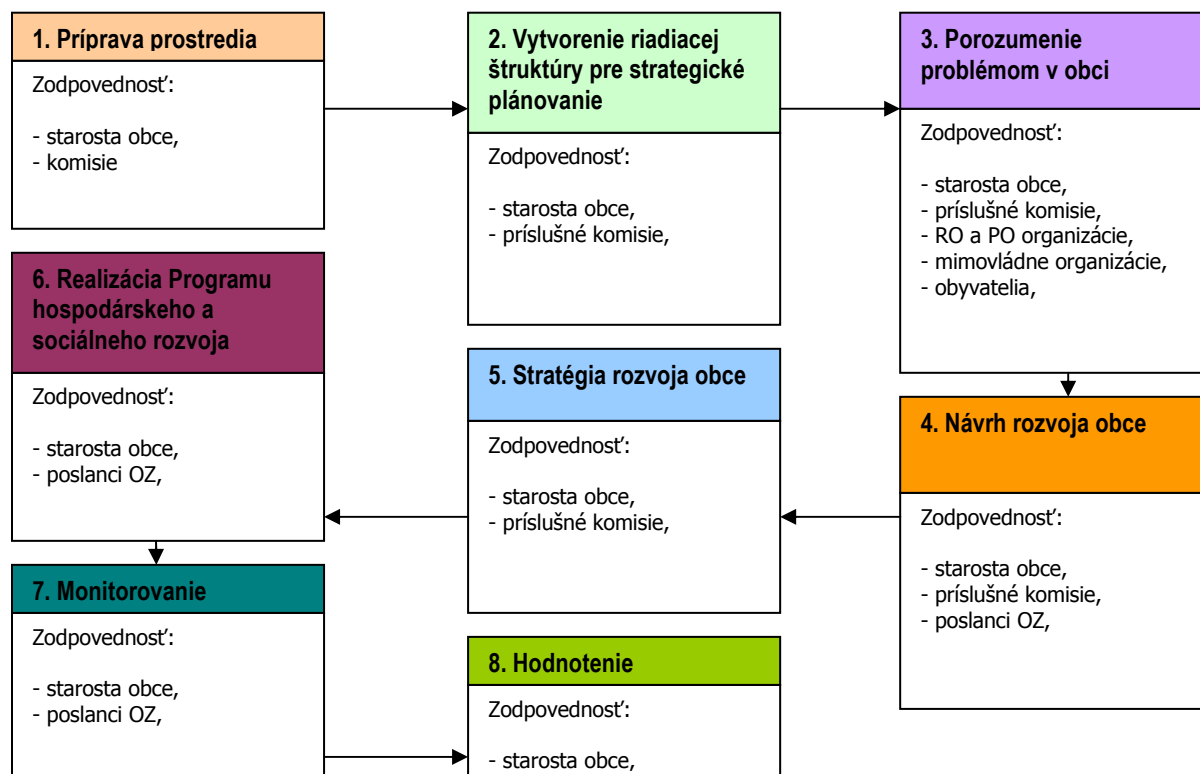 1. Príprava prostredia
Zodpovednosť:
- starosta obce,
- komisie
2. Vytvorenie riadiacej
štruktúry pre strategické
plánovanie
Zodpovednosť:
- starosta obce,
- príslušné komisie,
3. Porozumenie
problémom v obci
Zodpovednosť:
- starosta obce,
- príslušné komisie,
- RO a PO organizácie,
- mimovládne organizácie,
- obyvatelia,
4. Návrh rozvoja obce
Zodpovednosť:
- starosta obce,
- príslušné komisie,
- poslanci OZ,
5. Stratégia rozvoja obce
Zodpovednosť:
- starosta obce,
- príslušné komisie,
6. Realizácia Programu
hospodárskeho a
sociálneho rozvoja
Zodpovednosť:
- starosta obce,
- poslanci OZ,
7. Monitorovanie
Zodpovednosť:
- starosta obce,
- poslanci OZ,
8. Hodnotenie
Zodpovednosť:
- starosta obce,